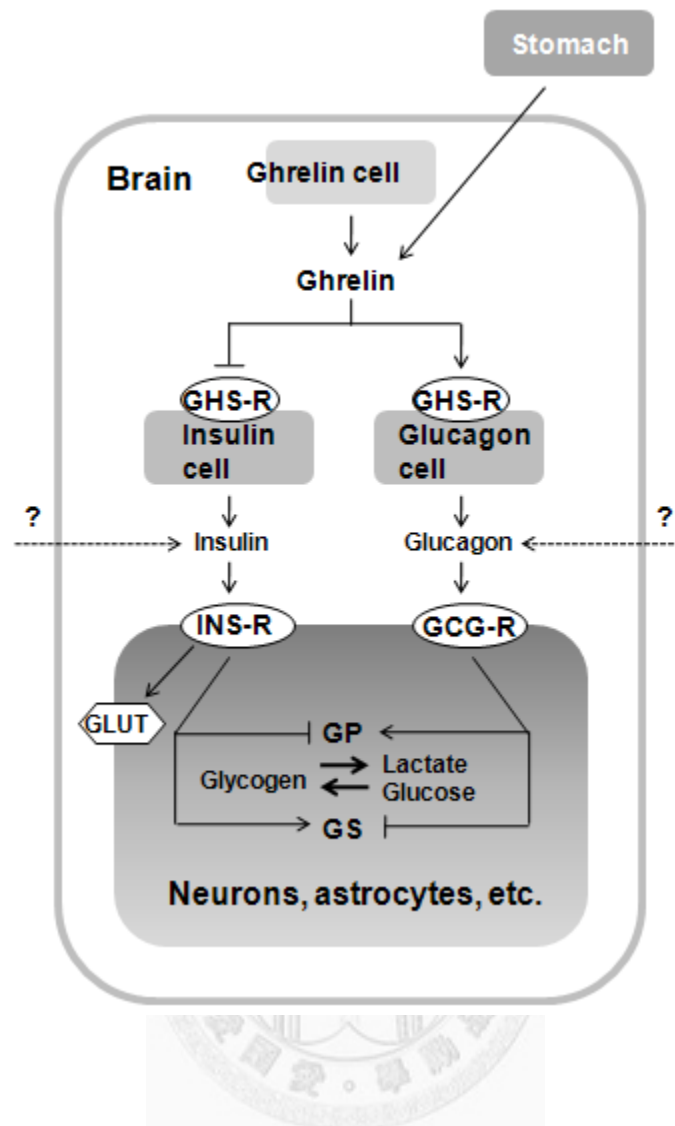 Stomach
Brain
Ghrelin cell
Ghrelin
GHS-R GHS-R
Insulin cell
Glucagon cell
? ?
Insulin Glucagon
INS-R GCG-R
GLUT
GP
Glycogen
Lactate
Glucose
GS
Neurons, astrocytes, etc.